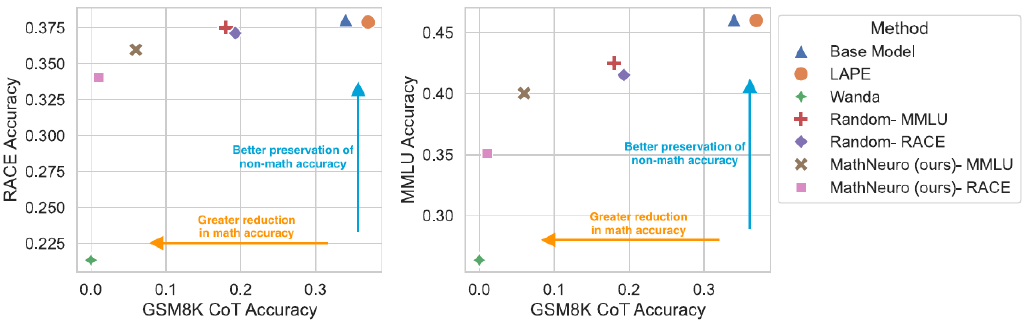 RACE Accuracy
0.375
0.350
0.325
0.300
0.275
0.250
0.225
Better preservation of
non-math accuracy
Greater reduction
in math accuracy
0.0
0.1
0.2
0.3
GSM8K CoT Accuracy
MMLU Accuracy
0.45
0.40
0.35
0.30
Better preservation of
non-math accuracy
Greater reduction
in math accuracy
0.0
0.1
0.2
0.3
GSM8K CoT Accuracy
Method
Base Model
LAPE
Wanda
Random- MMLU
Random- RACE
MathNeuro (ours)- MMLU
MathNeuro (ours)- RACE